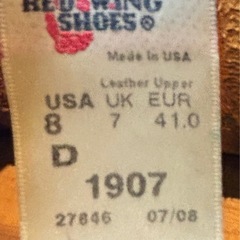 RED WING
SHOES®
Made in USA
Leather Upper
USA UK EUR
8 7 41.0
D
1907
27846 07/08